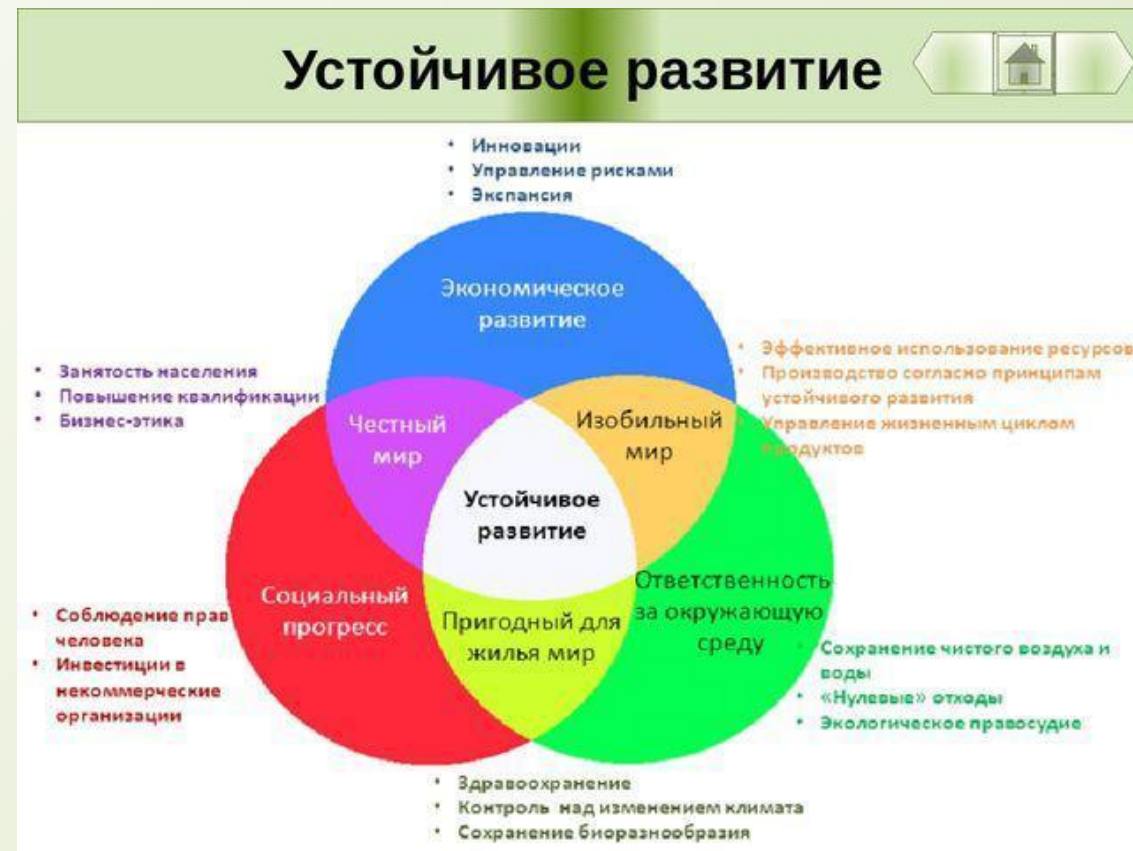 Устойчивое развитие
• Инновации
• Управление рисками
• Экспансия
Экономическое
развитие
• Занятость населения
• Повышение квалификации
• Бизнес-этика
• Эффективное использование ресурсов
• Производство согласно принципам
устойчивого развития
• Управление жизненным циклом
продуктов
Честный
мир
Изобильный
мир
Устойчивое
развитие
Социальный
прогресс
Пригодный для
жилья мир
Ответственность
за окружающую
среду
• Соблюдение прав
человека
• Инвестиции в
некоммерческие
организации
• Сохранение чистого воздуха и
воды
• «Нулевые» отходы
• Экологическое правосудие
• Здравоохранение
• Контроль над изменением климата
• Сохранение биоразнообразия